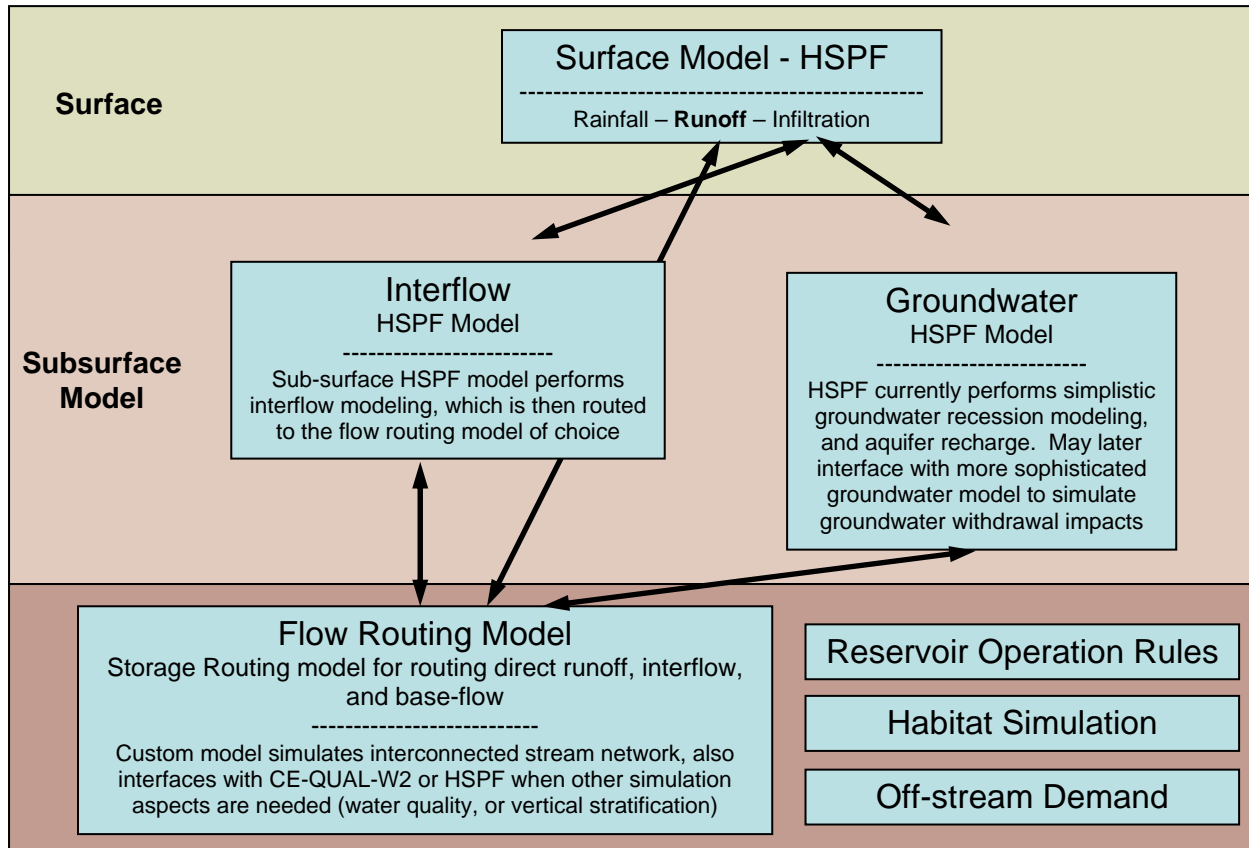 Surface Model - HSPF
------------------------------------------------
Rainfall – Runoff – Infiltration
Surface
Interflow
HSPF Model
-------------------------
Sub-surface HSPF model performs
interflow modeling, which is then routed
to the flow routing model of choice
Groundwater
HSPF Model
-------------------------
HSPF currently performs simplistic
groundwater recession modeling,
and aquifer recharge. May later
interface with more sophisticated
groundwater model to simulate
groundwater withdrawal impacts
Subsurface
Model
Flow Routing Model
Storage Routing model for routing direct runoff, interflow,
and base-flow
--------------------------
Custom model simulates interconnected stream network, also
interfaces with CE-QUAL-W2 or HSPF when other simulation
aspects are needed (water quality, or vertical stratification)
Reservoir Operation Rules
Habitat Simulation
Off-stream Demand